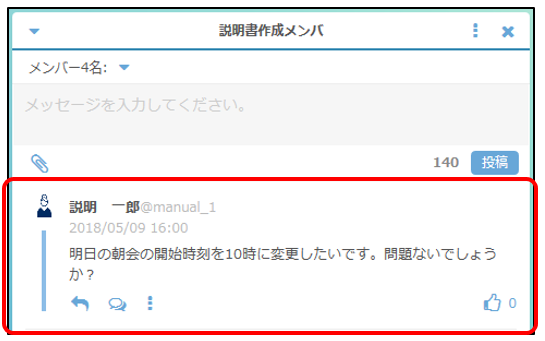 説明書作成メンバ
メンバー4名:
メッセージを入力してください。
140 投稿
説明　一郎@manual_1
2018/05/09 16:00
明日の朝会の開始時刻を10時に変更したいです。問題ないでしょう
か？
0